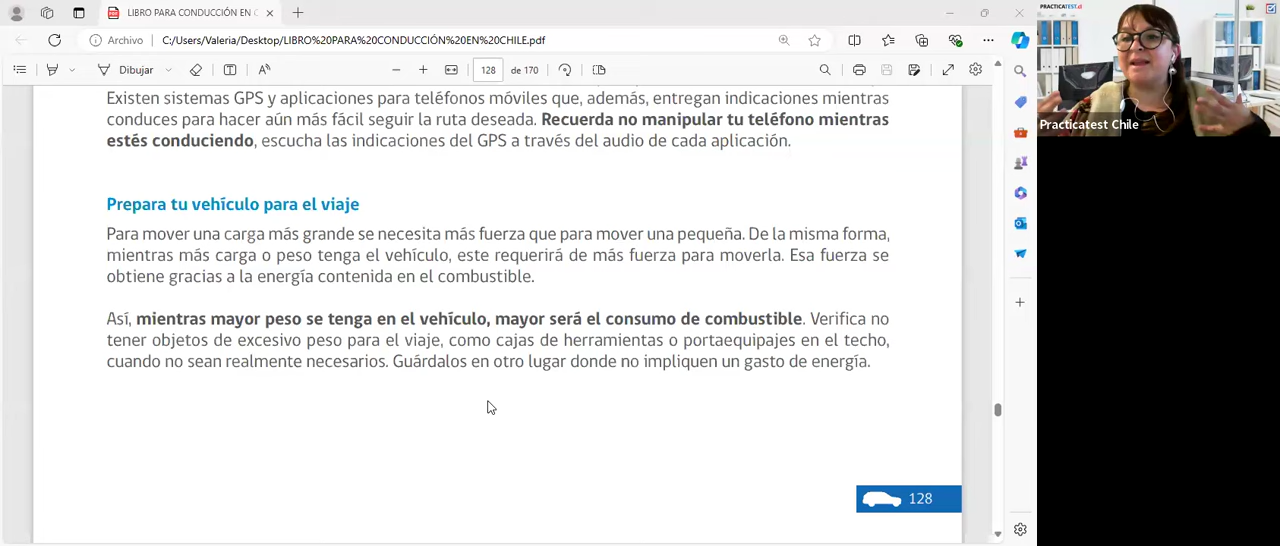 LIBRO PARA CONDUCCIÓN EN C
Archivo C:/Users/Valeria/Desktop/LIBRO%20PARA%20CONDUCCIÓN%20EN%20CHILE.pdf
Dibujar 128 de 170
Existen sistemas GPS y aplicaciones para teléfonos móviles que, además, entregan indicaciones mientras
conduces para hacer aún más fácil seguir la ruta deseada. Recuerda no manipular tu teléfono mientras
estés conduciendo, escucha las indicaciones del GPS a través del audio de cada aplicación.
Prepara tu vehículo para el viaje
Para mover una carga más grande se necesita más fuerza que para mover una pequeña. De la misma forma,
mientras más carga o peso tenga el vehículo, este requerirá de más fuerza para moverla. Esa fuerza se
obtiene gracias a la energía contenida en el combustible.
Así, mientras mayor peso se tenga en el vehículo, mayor será el consumo de combustible. Verifica no
tener objetos de excesivo peso para el viaje, como cajas de herramientas o portaequipajes en el techo,
cuando no sean realmente necesarios. Guárdalos en otro lugar donde no impliquen un gasto de energía.
128
PRACTICATEST.cl
Practicatest Chile